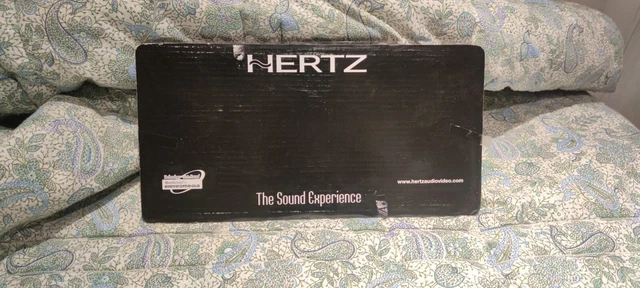 HERTZ
www.hertzaudiovideo.com
The Sound Experience